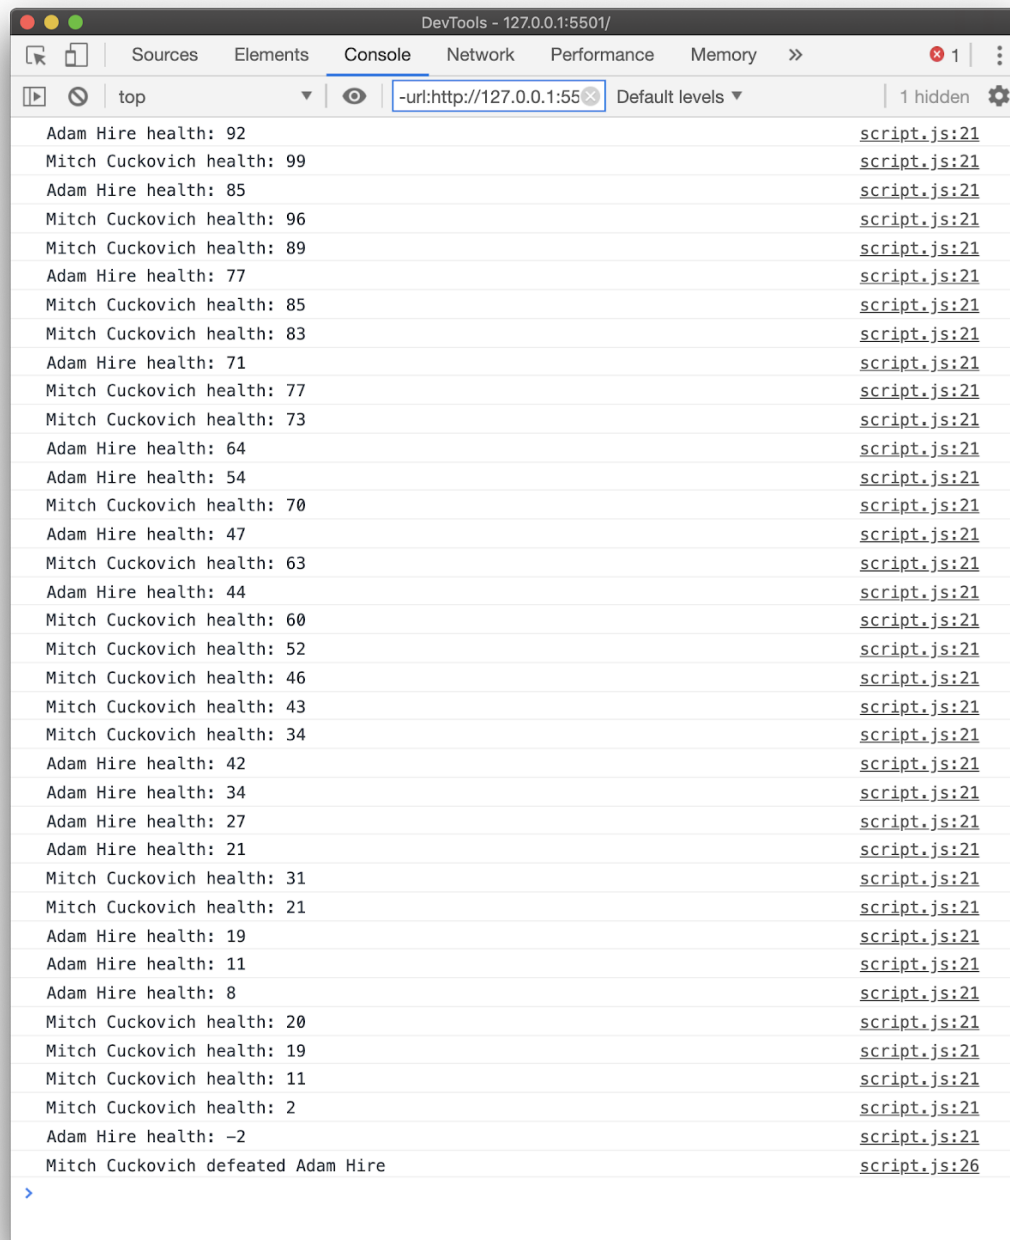 DevTools - 127.0.0.1:5501/
Sources Elements Console Network Performance Memory » 1
top -url:http://127.0.0.1:55 Default levels 1 hidden
Adam Hire health: 92 script.js:21
Mitch Cuckovich health: 99 script.js:21
Adam Hire health: 85 script.js:21
Mitch Cuckovich health: 96 script.js:21
Mitch Cuckovich health: 89 script.js:21
Adam Hire health: 77 script.js:21
Mitch Cuckovich health: 85 script.js:21
Mitch Cuckovich health: 83 script.js:21
Adam Hire health: 71 script.js:21
Mitch Cuckovich health: 77 script.js:21
Mitch Cuckovich health: 73 script.js:21
Adam Hire health: 64 script.js:21
Adam Hire health: 54 script.js:21
Mitch Cuckovich health: 70 script.js:21
Adam Hire health: 47 script.js:21
Mitch Cuckovich health: 63 script.js:21
Adam Hire health: 44 script.js:21
Mitch Cuckovich health: 60 script.js:21
Mitch Cuckovich health: 52 script.js:21
Mitch Cuckovich health: 46 script.js:21
Mitch Cuckovich health: 43 script.js:21
Mitch Cuckovich health: 34 script.js:21
Adam Hire health: 42 script.js:21
Adam Hire health: 34 script.js:21
Adam Hire health: 27 script.js:21
Adam Hire health: 21 script.js:21
Mitch Cuckovich health: 31 script.js:21
Mitch Cuckovich health: 21 script.js:21
Adam Hire health: 19 script.js:21
Adam Hire health: 11 script.js:21
Adam Hire health: 8 script.js:21
Mitch Cuckovich health: 20 script.js:21
Mitch Cuckovich health: 19 script.js:21
Mitch Cuckovich health: 11 script.js:21
Mitch Cuckovich health: 2 script.js:21
Adam Hire health: -2 script.js:21
Mitch Cuckovich defeated Adam Hire script.js:26